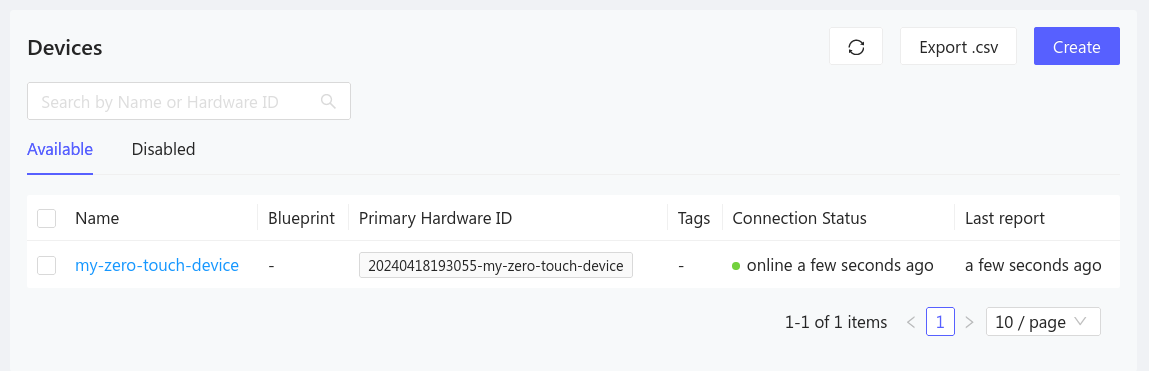 Devices
Export .csv
Create
Search by Name or Hardware ID
Available Disabled
Name Blueprint Primary Hardware ID Tags Connection Status Last report
my-zero-touch-device - 20240418193055-my-zero-touch-device - online a few seconds ago a few seconds ago
1-1 of 1 items < 1 > 10 / page